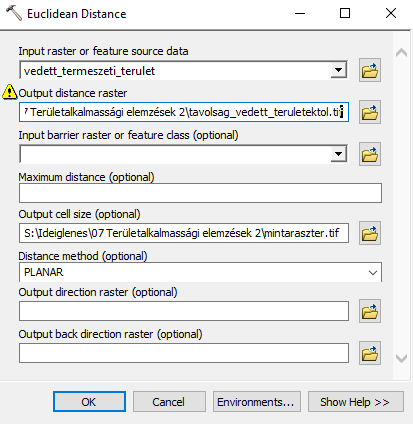 Euclidean Distance
Input raster or feature source data
vedett_termeszeti_terulet
Output distance raster
7 Területalkalmassági elemzések 2\tavolsag_vedett_teruletektol.tif
Input barrier raster or feature class (optional)
Maximum distance (optional)
Output cell size (optional)
S:\Ideiglenes\07 Területalkalmassági elemzések 2\mintaraszter.tif
Distance method (optional)
PLANAR
Output direction raster (optional)
Output back direction raster (optional)
OK Cancel Environments... Show Help >>